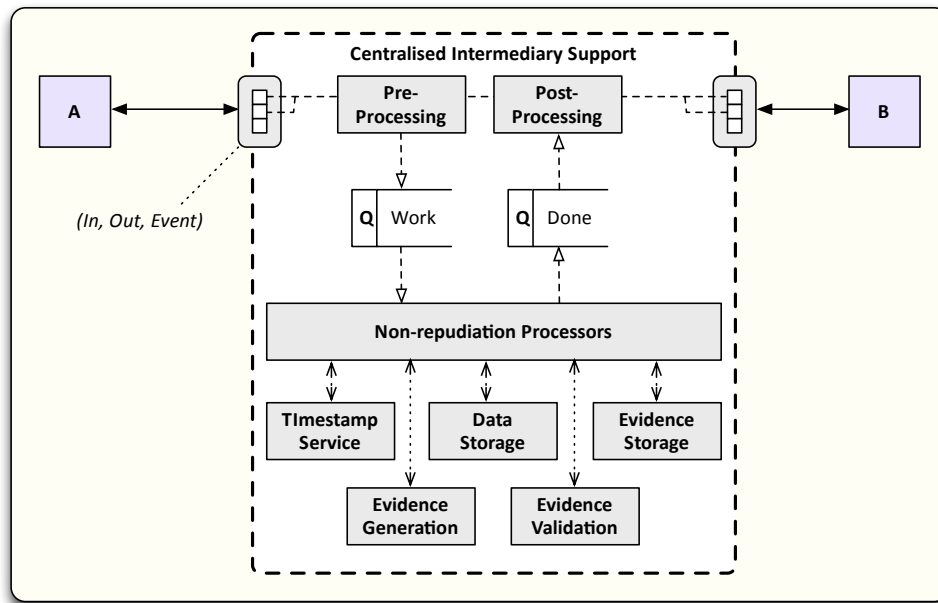 Centralised Intermediary Support
A
Pre-
Processing
Post-
Processing
B
(In, Out, Event)
Q Work
Q Done
Non-repudiation Processors
TImestamp
Service
Data
Storage
Evidence
Storage
Evidence
Generation
Evidence
Validation